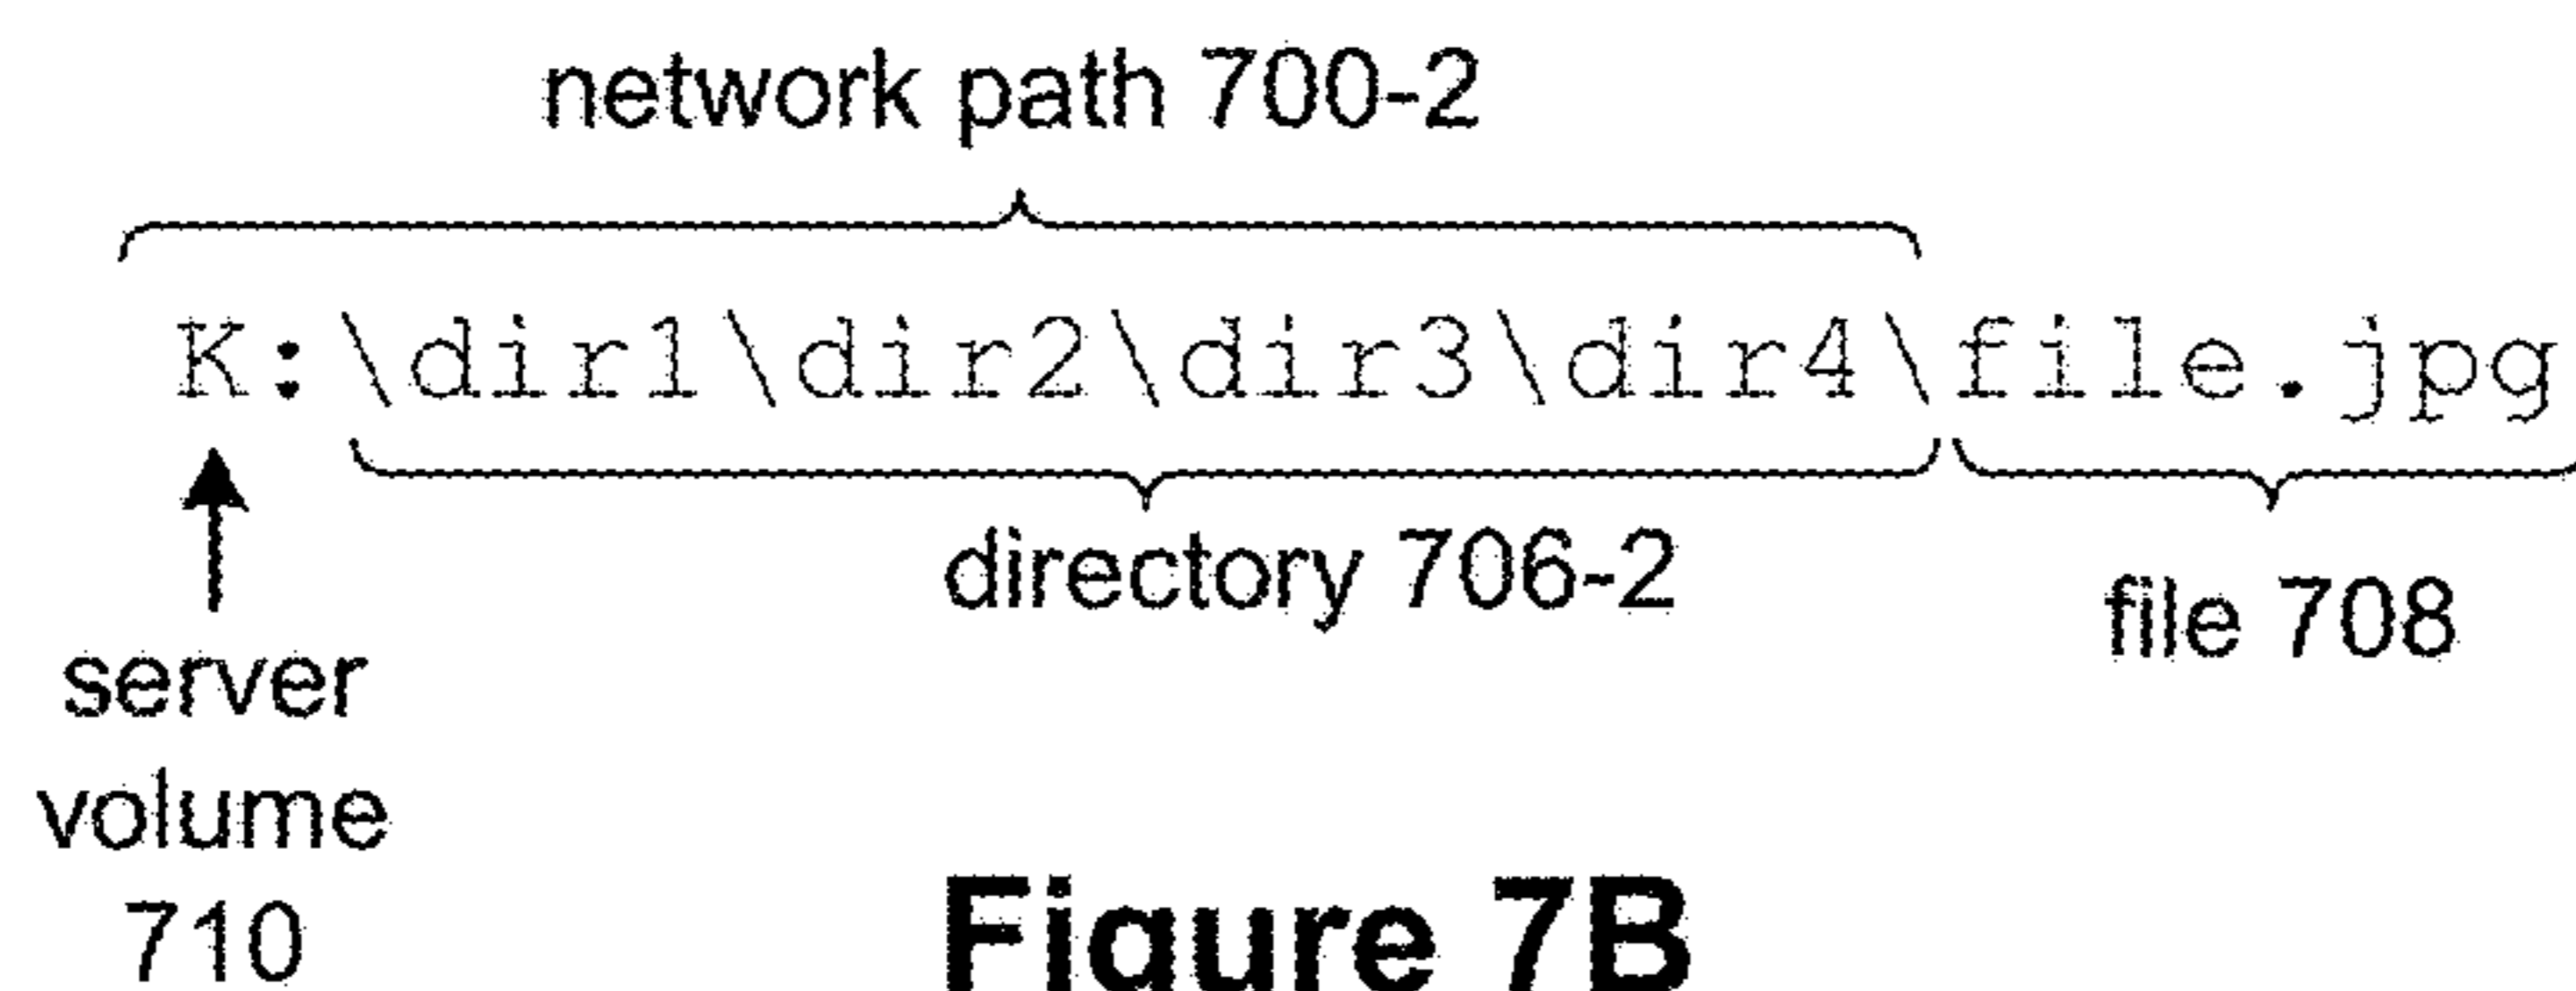 network path 700-2
K:\dir1\dir2\dir3\dir4\file.jpg
directory 706-2
file 708
server
volume
710
Figure 7B